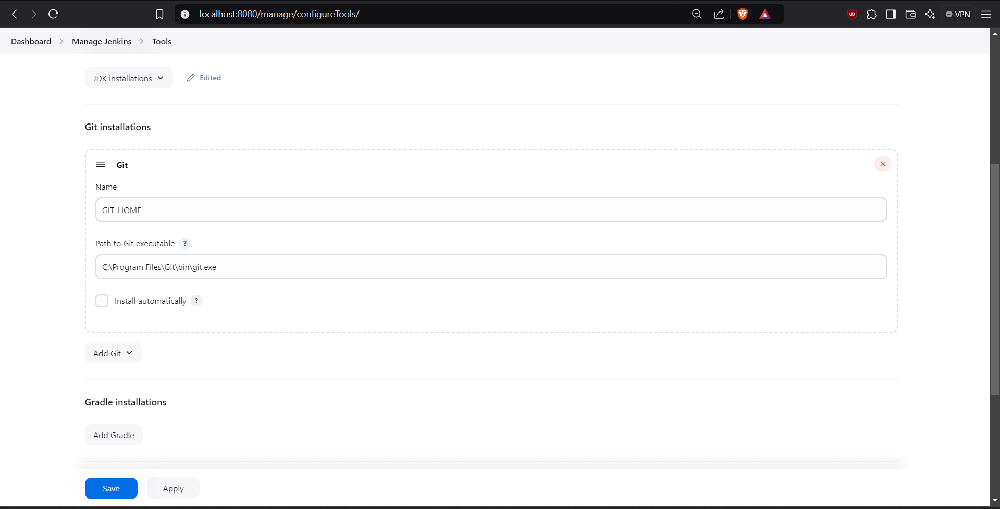 localhost:8080/manage/configureTools/
VPN
Dashboard > Manage Jenkins > Tools
JDK installations
Edited
Git installations
Git
Name
GIT_HOME
Path to Git executable ?
C:\Program Files\Git\bin\git.exe
Install automatically ?
Add Git
Gradle installations
Add Gradle
Save
Apply